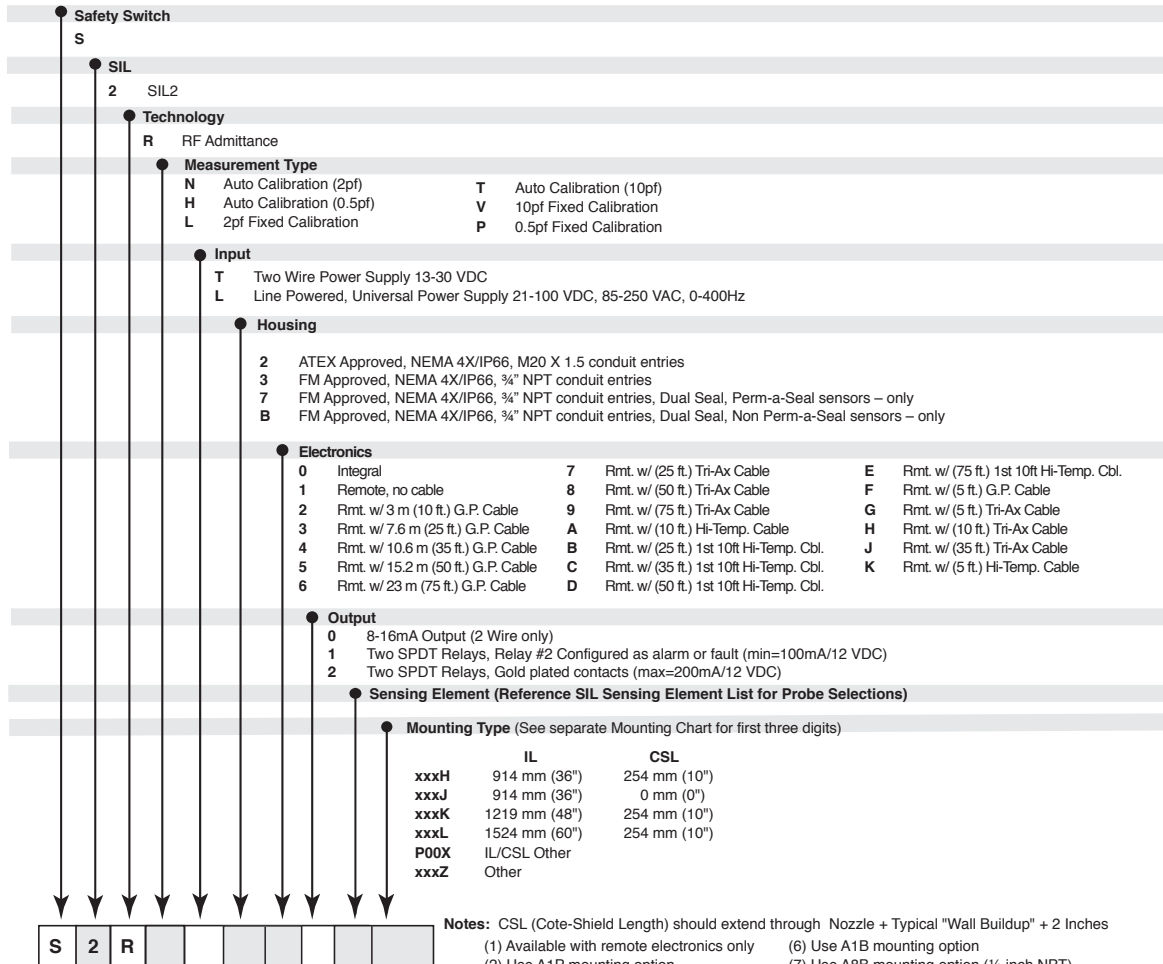 Safety Switch
S
SIL
2 SIL2
Technology
R RF Admittance
Measurement Type
N Auto Calibration (2pf)
H Auto Calibration (0.5pf)
L 2pf Fixed Calibration
T Auto Calibration (10pf)
V 10pf Fixed Calibration
P 0.5pf Fixed Calibration
Input
T Two Wire Power Supply 13-30 VDC
L Line Powered, Universal Power Supply 21-100 VDC, 85-250 VAC, 0-400Hz
Housing
2 ATEX Approved, NEMA 4X/IP66, M20 X 1.5 conduit entries
3 FM Approved, NEMA 4X/IP66, ¾" NPT conduit entries
7 FM Approved, NEMA 4X/IP66, ¾" NPT conduit entries, Dual Seal, Perm-a-Seal sensors – only
B FM Approved, NEMA 4X/IP66, ¾" NPT conduit entries, Dual Seal, Non Perm-a-Seal sensors – only
Electronics
0 Integral
1 Remote, no cable
2 Rmt. w/ 3 m (10 ft.) G.P. Cable
3 Rmt. w/ 7.6 m (25 ft.) G.P. Cable
4 Rmt. w/ 10.6 m (35 ft.) G.P. Cable
5 Rmt. w/ 15.2 m (50 ft.) G.P. Cable
6 Rmt. w/ 23 m (75 ft.) G.P. Cable
7 Rmt. w/ (25 ft.) Tri-Ax Cable
8 Rmt. w/ (50 ft.) Tri-Ax Cable
9 Rmt. w/ (75 ft.) Tri-Ax Cable
A Rmt. w/ (10 ft.) Hi-Temp. Cable
B Rmt. w/ (25 ft.) 1st 10ft Hi-Temp. Cbl.
C Rmt. w/ (35 ft.) 1st 10ft Hi-Temp. Cbl.
D Rmt. w/ (50 ft.) 1st 10ft Hi-Temp. Cbl.
E Rmt. w/ (75 ft.) 1st 10ft Hi-Temp. Cbl.
F Rmt. w/ (5 ft.) G.P. Cable
G Rmt. w/ (5 ft.) Tri-Ax Cable
H Rmt. w/ (10 ft.) Tri-Ax Cable
J Rmt. w/ (35 ft.) Tri-Ax Cable
K Rmt. w/ (5 ft.) Hi-Temp. Cable
Output
0 8-16mA Output (2 Wire only)
1 Two SPDT Relays, Relay #2 Configured as alarm or fault (min=100mA/12 VDC)
2 Two SPDT Relays, Gold plated contacts (max=200mA/12 VDC)
Sensing Element (Reference SIL Sensing Element List for Probe Selections)
Mounting Type (See separate Mounting Chart for first three digits)
IL CSL
xxxH 914 mm (36") 254 mm (10")
xxxJ 914 mm (36") 0 mm (0")
xxxK 1219 mm (48") 254 mm (10")
xxxL 1524 mm (60") 254 mm (10")
P00X IL/CSL Other
xxxZ Other
S 2 R
Notes: CSL (Cote-Shield Length) should extend through Nozzle + Typical "Wall Buildup" + 2 Inches
(1) Available with remote electronics only
(6) Use A1B mounting option